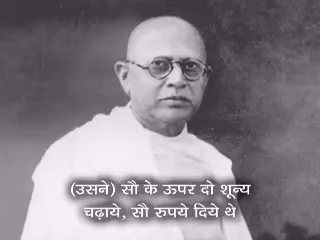 (उसने) सौ के ऊपर दो शून्य
चढ़ाये, सौ रुपये दिये थे